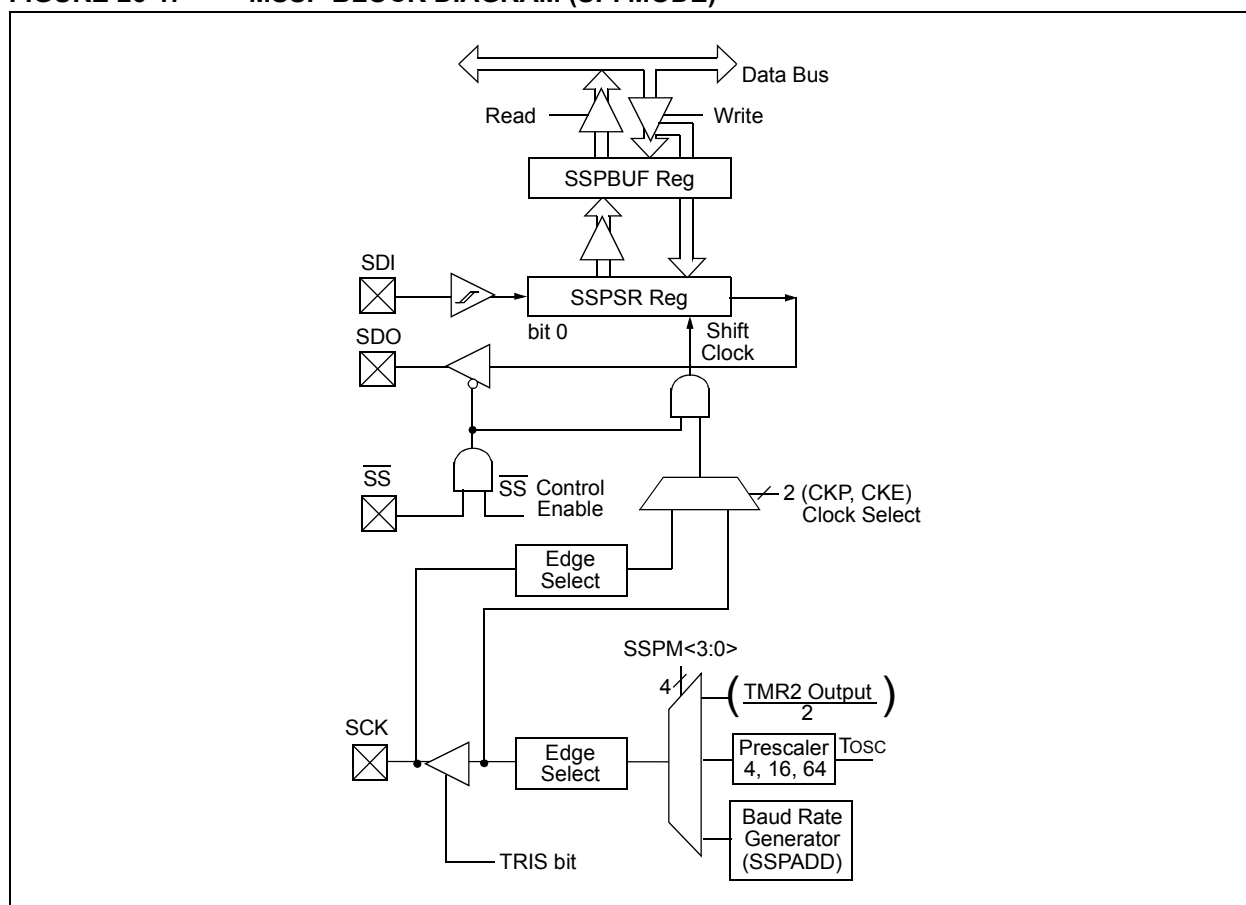 Data Bus
Read
Write
SSPBUF Reg
SDI
SSPSR Reg
bit 0
Shift
Clock
SDO
SS
SS Control
Enable
2 (CKP, CKE)
Clock Select
Edge
Select
SSPM<3:0>
4
(TMR2 Output)
2
SCK
Edge
Select
Prescaler
4, 16, 64
TOSC
Baud Rate
Generator
(SSPADD)
TRIS bit